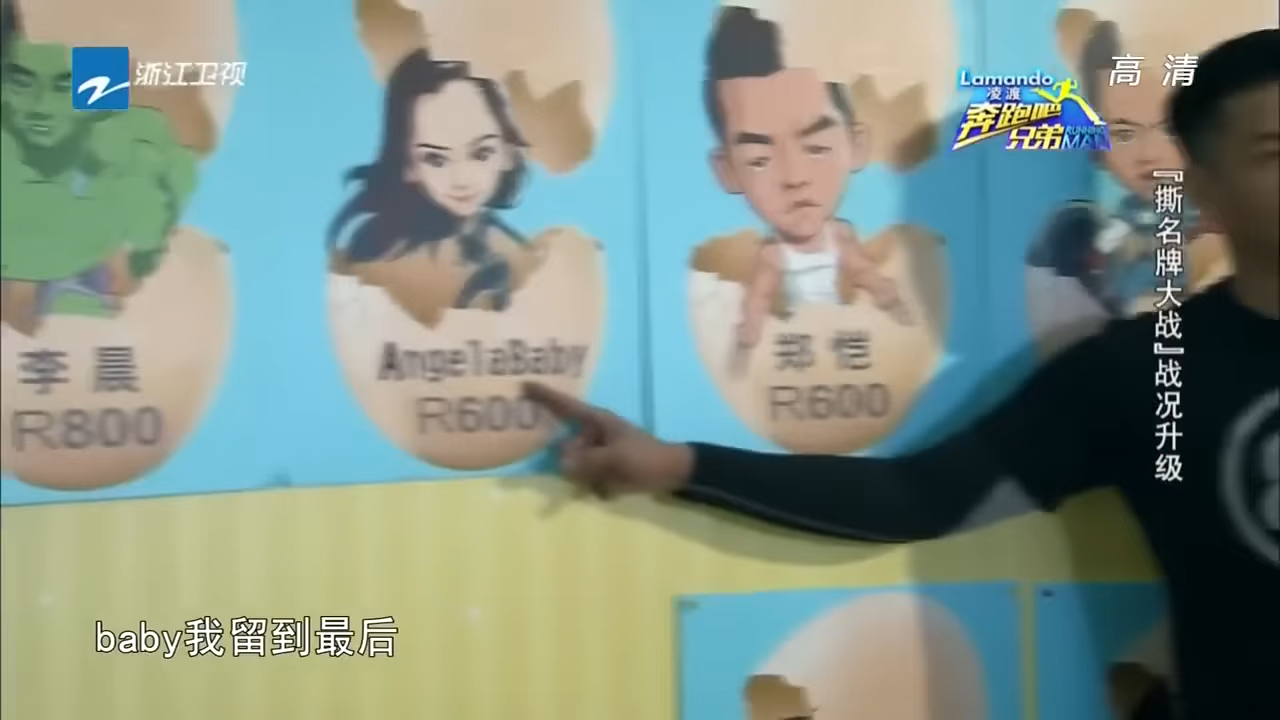 浙江卫视
Lamando
凌渡
奔跑吧
兄弟
RUNNING
MAN
高清
『撕名牌大战』战况升级
李晨
R800
AngelaBaby
R600
郑恺
R600
baby我留到最后